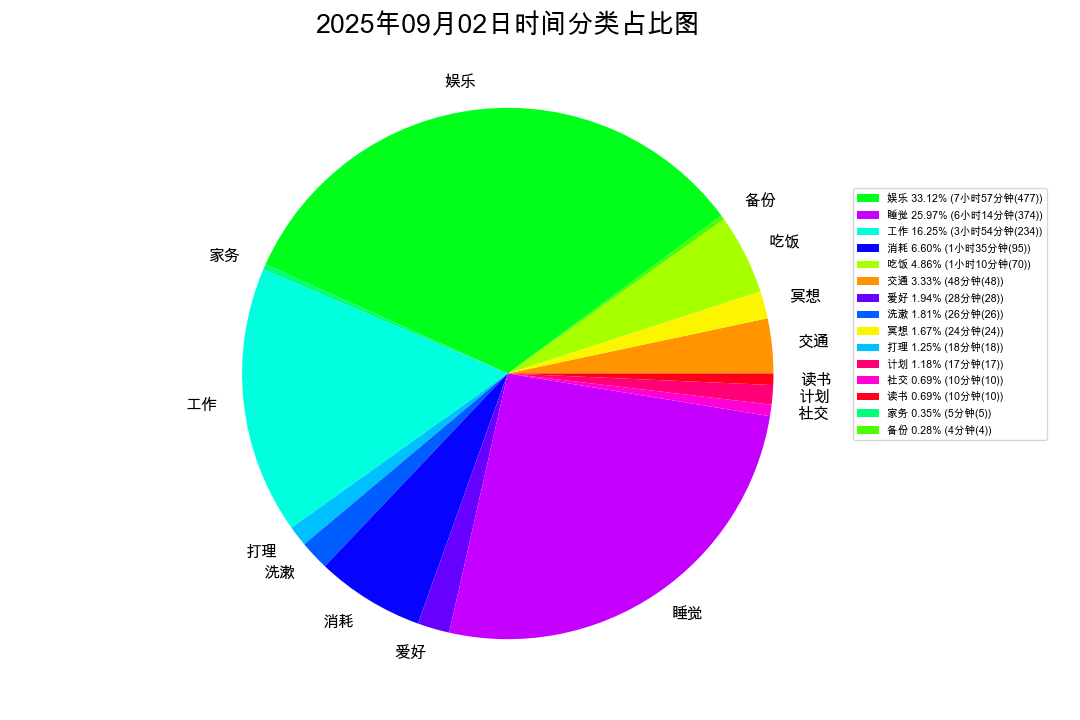 2025年09月02日时间分类占比图
娱乐
备份
吃饭
家务
冥想
交通
读书
计划
社交
工作
打理
洗漱
消耗
爱好
睡觉
娱乐 33.12% (7小时57分钟(477))
睡觉 25.97% (6小时14分钟(374))
工作 16.25% (3小时54分钟(234))
消耗 6.60% (1小时35分钟(95))
吃饭 4.86% (1小时10分钟(70))
交通 3.33% (48分钟(48))
爱好 1.94% (28分钟(28))
洗漱 1.81% (26分钟(26))
冥想 1.67% (24分钟(24))
打理 1.25% (18分钟(18))
计划 1.18% (17分钟(17))
社交 0.69% (10分钟(10))
读书 0.69% (10分钟(10))
家务 0.35% (5分钟(5))
备份 0.28% (4分钟(4))